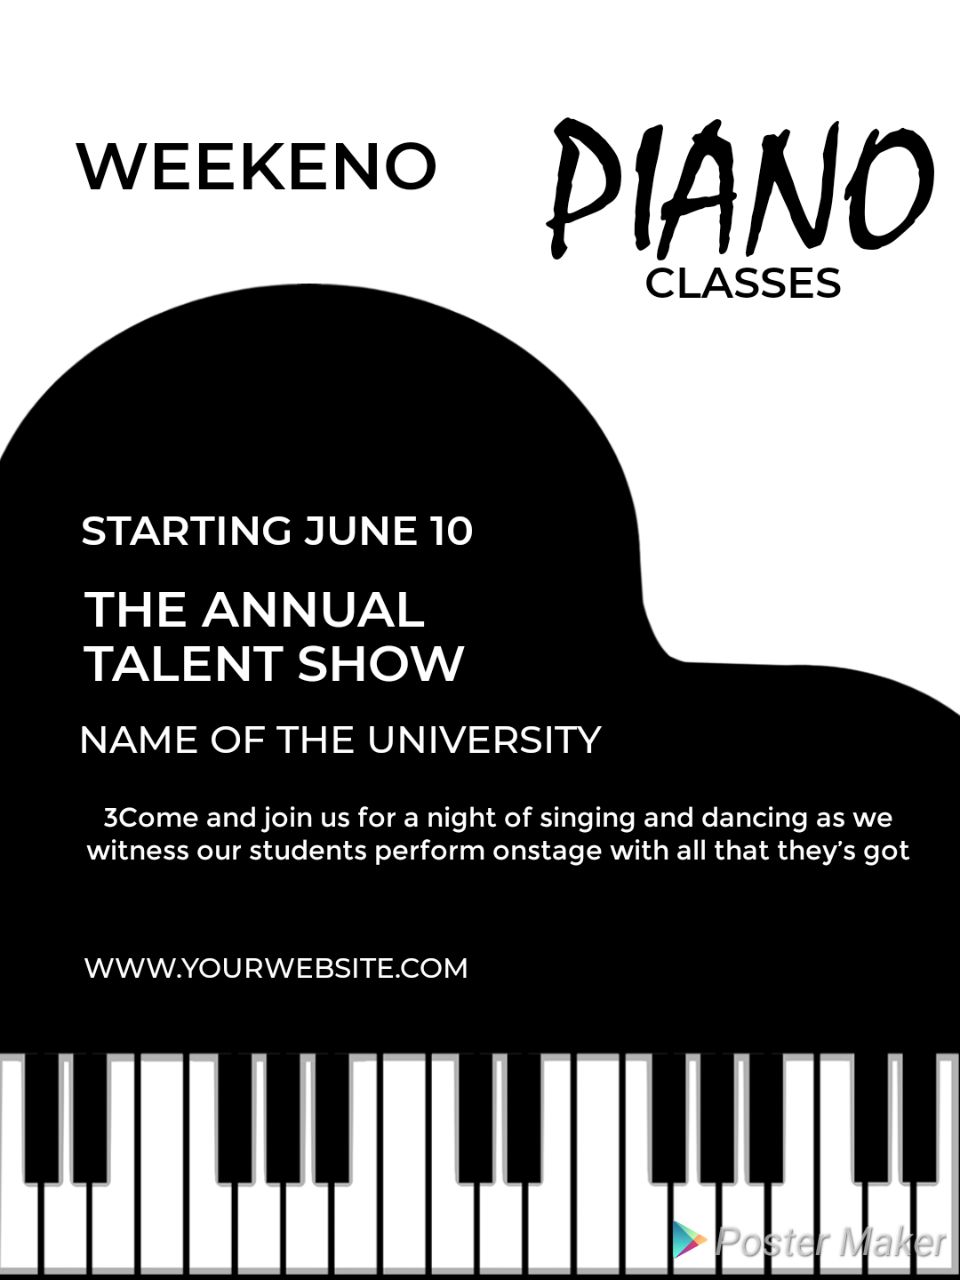 WEEKENO
PIANO
CLASSES
STARTING JUNE 10
THE ANNUAL
TALENT SHOW
NAME OF THE UNIVERSITY
3Come and join us for a night of singing and dancing as we
witness our students perform onstage with all that they’s got
WWW.YOURWEBSITE.COM
Poster Maker